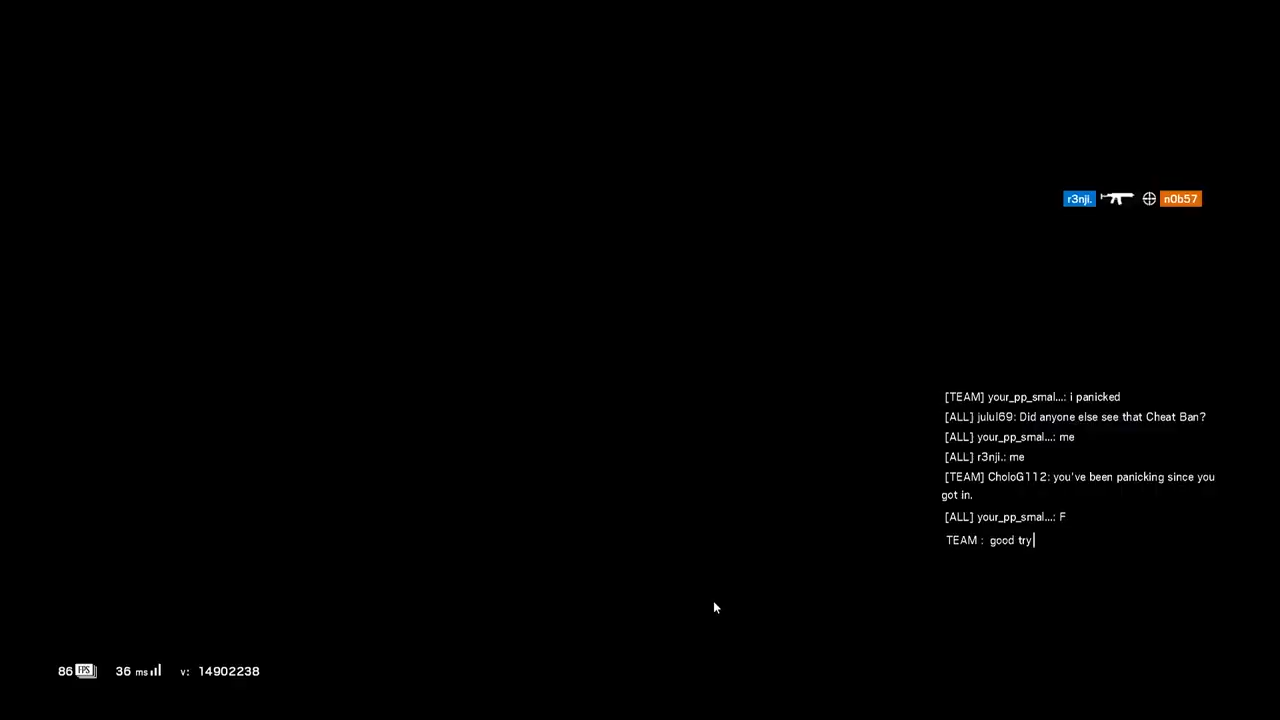 r3nji. n0b57
[TEAM] your_pp_smal...: i panicked
[ALL] julul69: Did anyone else see that Cheat Ban?
[ALL] your_pp_smal...: me
[ALL] r3nji.: me
[TEAM] CholoG112: you've been panicking since you
got in.
[ALL] your_pp_smal...: F
TEAM : good try
86 FPS 36 ms v: 14902238